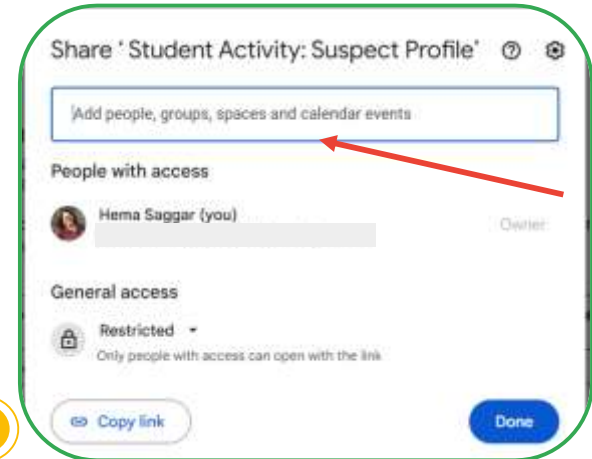 Share ‘Student Activity: Suspect Profile’
Add people, groups, spaces and calendar events
People with access
Hema Saggar (you)
Owner
General access
Restricted
Only people with access can open with the link
Copy link
Done